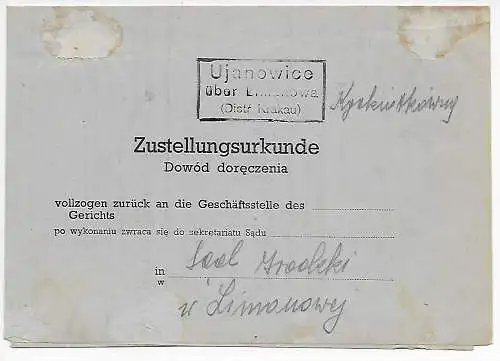 Ujanowice
über Limanowa
(Distr. Krakau)
Zustellungsurkunde
Dowód doręczenia
vollzogen zurück an die Geschäftsstelle des
Gerichts
po wykonaniu zwraca się do sekretariatu Sądu
in
w
Sąd Grodzki
w Limanowej